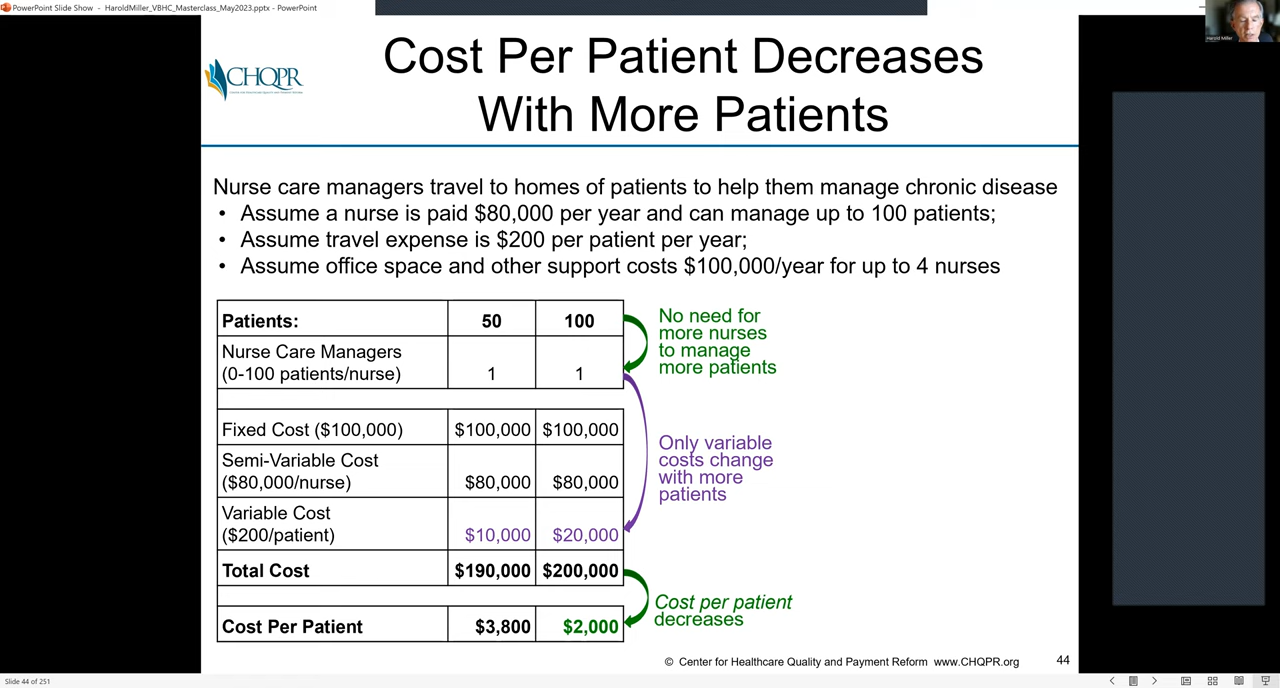 PowerPoint Slide Show - HaroldMiller_VBHC_Masterclass_May2023.pptx - PowerPoint
Harold Miller
CHQPR
Cost Per Patient Decreases
With More Patients
Nurse care managers travel to homes of patients to help them manage chronic disease
• Assume a nurse is paid $80,000 per year and can manage up to 100 patients;
• Assume travel expense is $200 per patient per year;
• Assume office space and other support costs $100,000/year for up to 4 nurses
Patients: 50 100
Nurse Care Managers
(0-100 patients/nurse) 1 1
No need for
more nurses
to manage
more patients
Fixed Cost ($100,000) $100,000 $100,000
Semi-Variable Cost
($80,000/nurse) $80,000 $80,000
Variable Cost
($200/patient) $10,000 $20,000
Only variable
costs change
with more
patients
Total Cost $190,000 $200,000
Cost Per Patient $3,800 $2,000
Cost per patient
decreases
© Center for Healthcare Quality and Payment Reform www.CHQPR.org 44
Slide 44 of 251